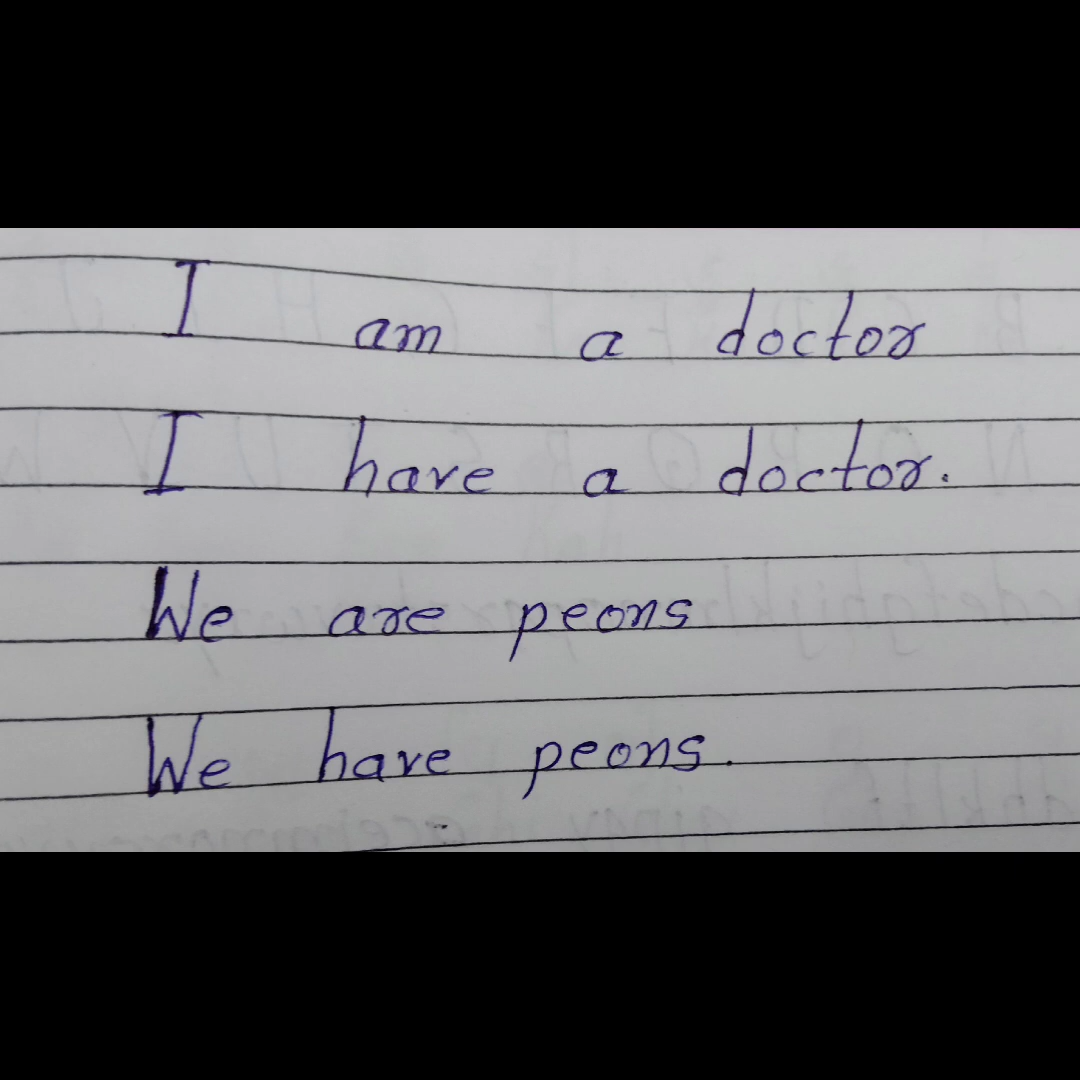 I am a doctor
I have a doctor.
We are peons
We have peons.